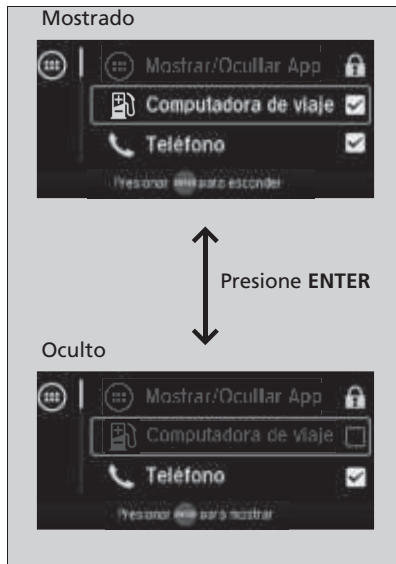 Mostrado
Mostrar/Ocultar App
Computadora de viaje
Teléfono
Presionar para esconder
Presione ENTER
Oculto
Mostrar/Ocultar App
Computadora de viaje
Teléfono
Presionar para mostrar